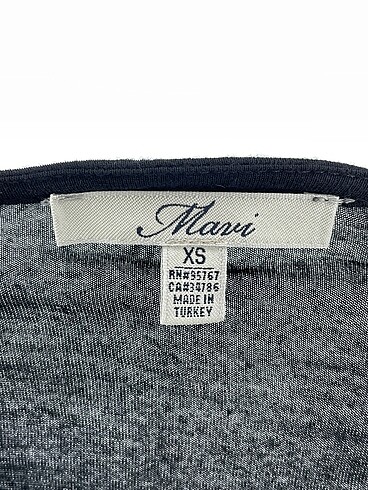 Mavi
XS
RN#95767
CA#34786
MADE IN
TURKEY